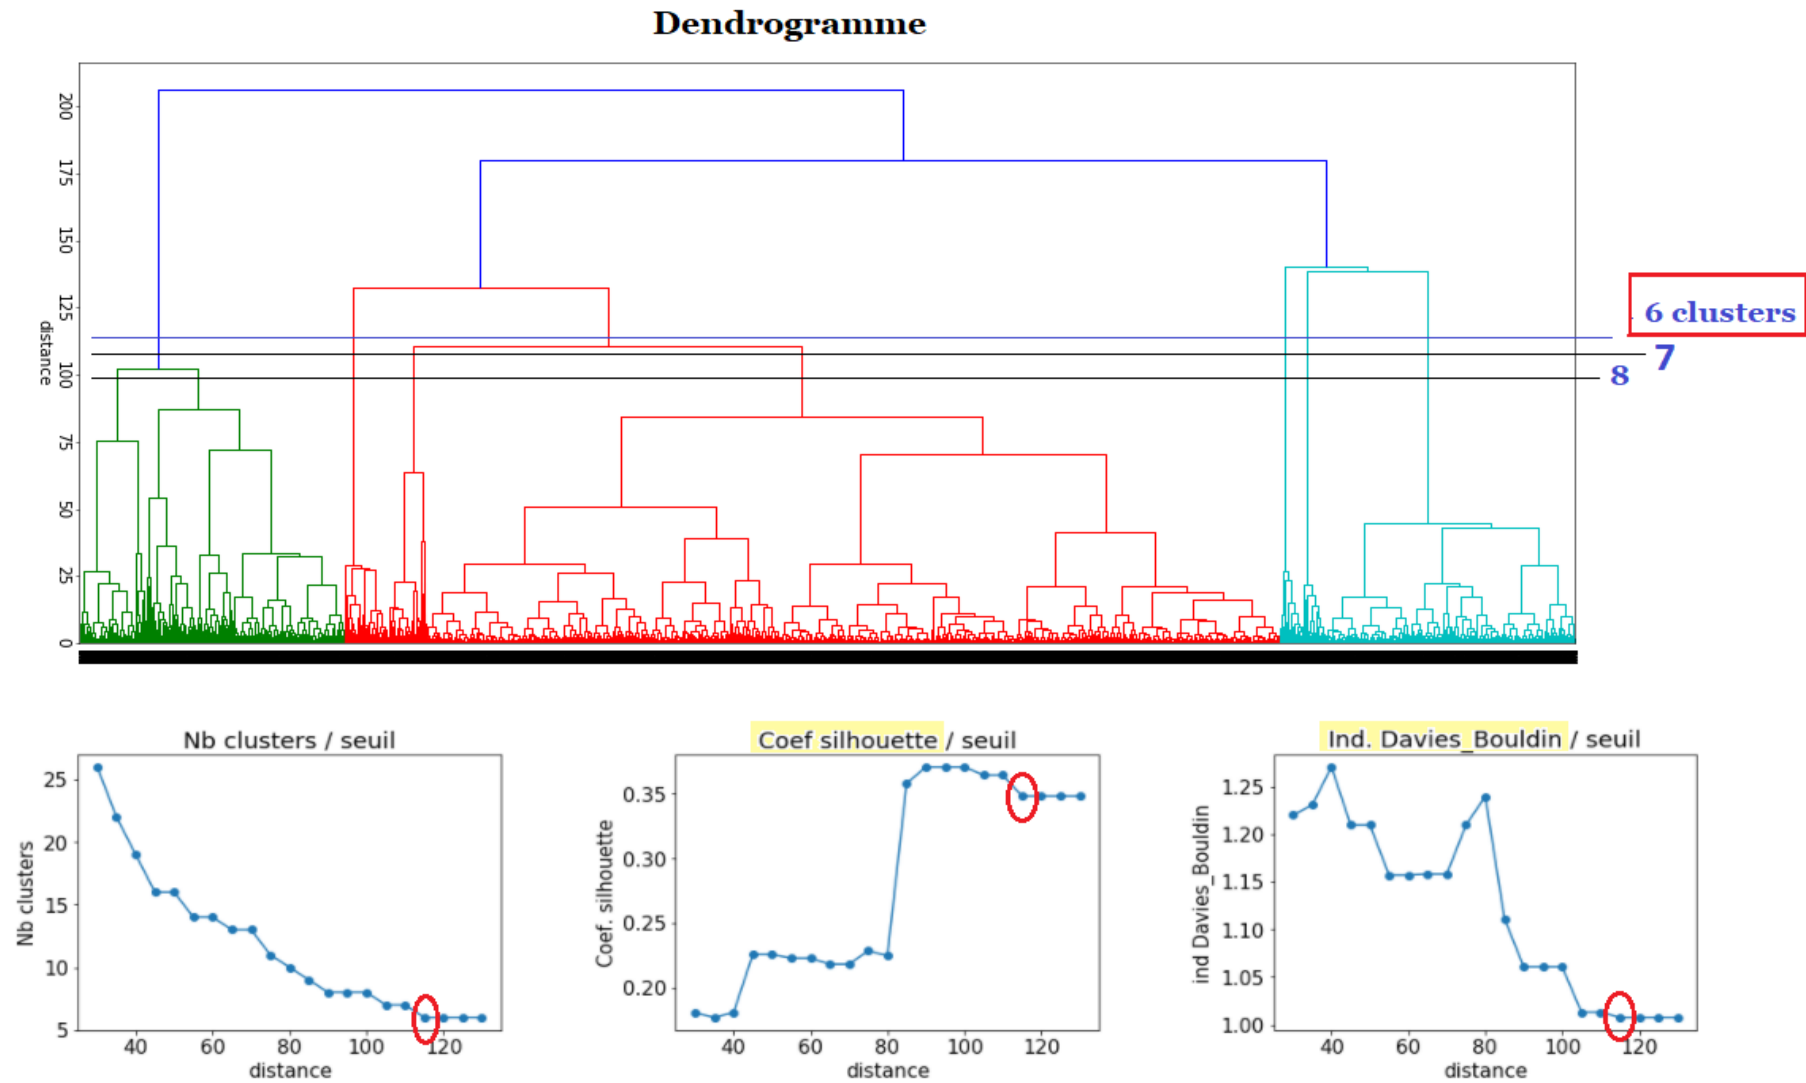 Dendrogramme
200
175
150
125
100
75
50
25
0
distance
6 clusters
7
8
Nb clusters / seuil
25
20
15
10
5
Nb clusters
40 60 80 100 120
distance
Coef silhouette / seuil
0.35
0.30
0.25
0.20
Coef. silhouette
40 60 80 100 120
distance
Ind. Davies_Bouldin / seuil
1.25
1.20
1.15
1.10
1.05
1.00
ind Davies_Bouldin
40 60 80 100 120
distance